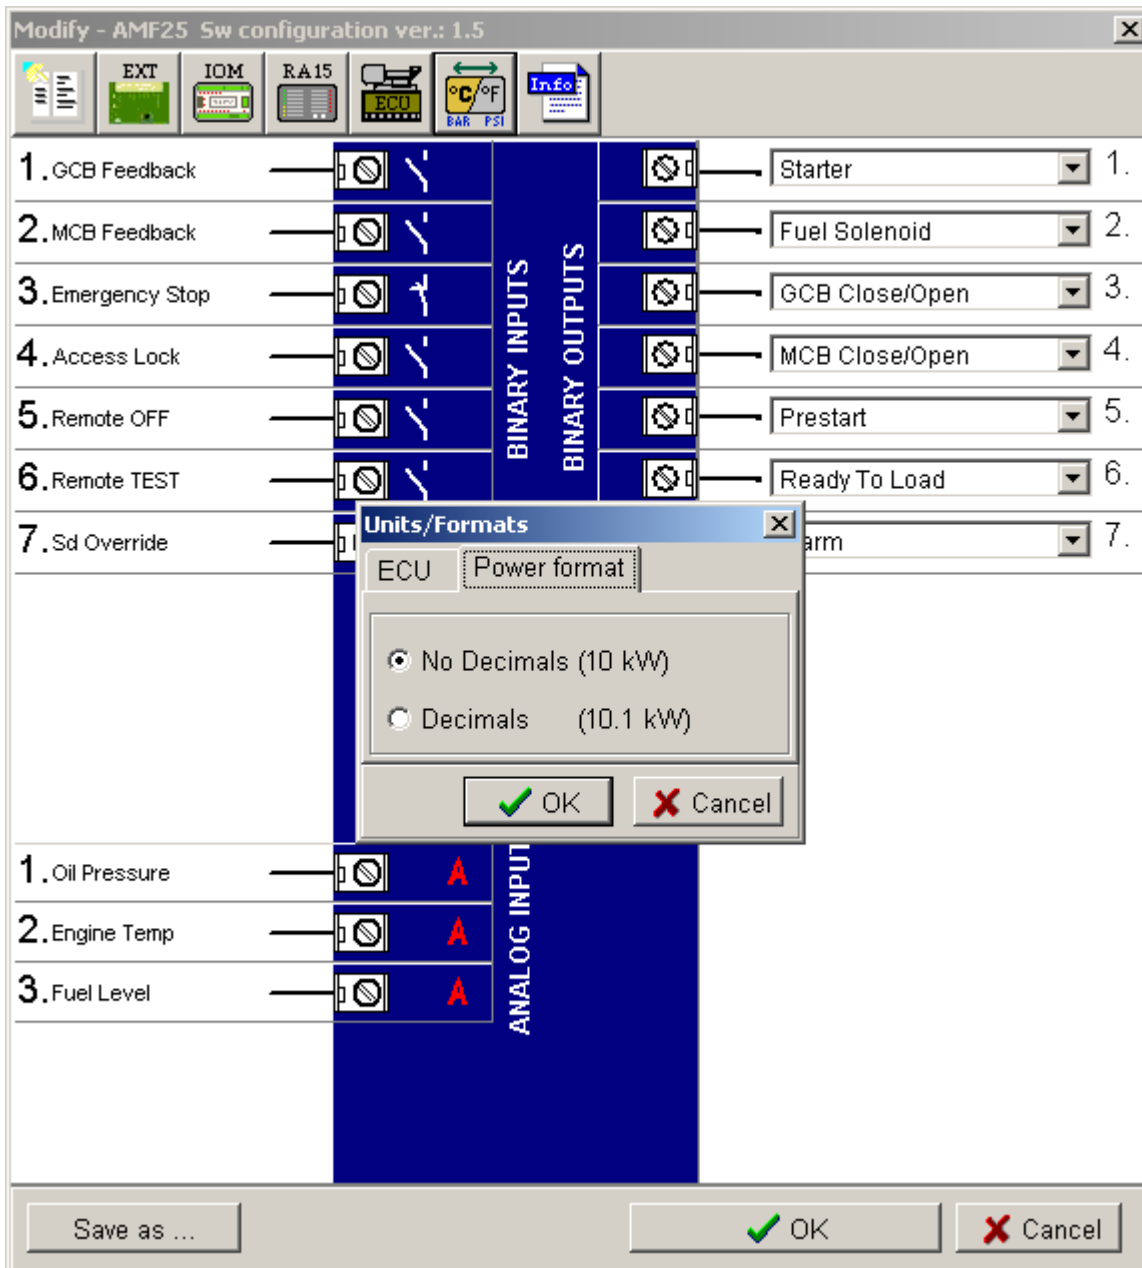 Modify - AMF25 Sw configuration ver.: 1.5
EXT
IOM
RA15
ECU
°C/°F
BAR PSI
Info
1. GCB Feedback
2. MCB Feedback
3. Emergency Stop
4. Access Lock
5. Remote OFF
6. Remote TEST
7. Sd Override
BINARY INPUTS
BINARY OUTPUTS
Starter 1.
Fuel Solenoid 2.
GCB Close/Open 3.
MCB Close/Open 4.
Prestart 5.
Ready To Load 6.
arm 7.
Units/Formats
ECU
Power format
No Decimals (10 kW)
Decimals (10.1 kW)
OK
Cancel
1. Oil Pressure A
2. Engine Temp A
3. Fuel Level A
ANALOG INPUT
Save as ...
OK
Cancel